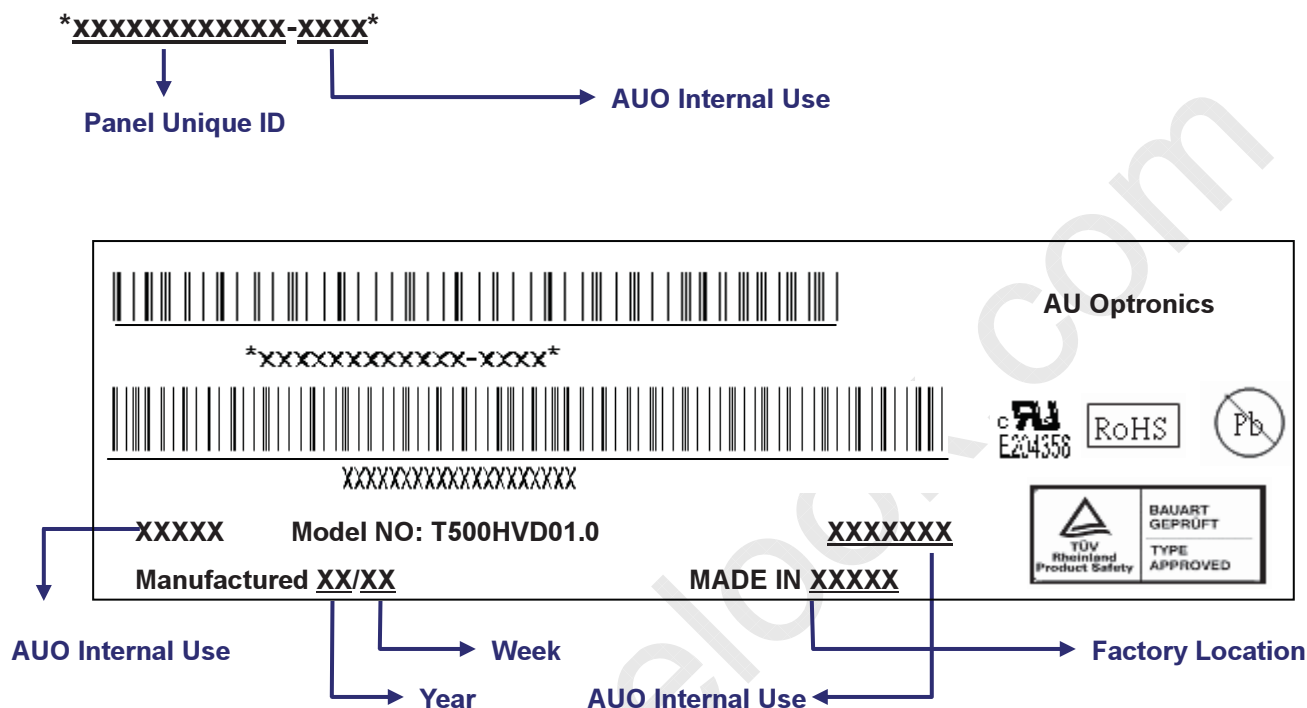 *XXXXXXXXXXXX-XXXX*
AUO Internal Use
Panel Unique ID
AU Optronics
*XXXXXXXXXXXX-XXXX*
c
E204356
RoHS
Pb
XXXXXXXXXXXXXXXXXXXX
XXXXX Model NO: T500HVD01.0 XXXXXXX
TÜV
Rheinland
Product Safety
BAUART
GEPRÜFT
TYPE
APPROVED
Manufactured XX/XX MADE IN XXXXX
AUO Internal Use
Week
Factory Location
Year
AUO Internal Use